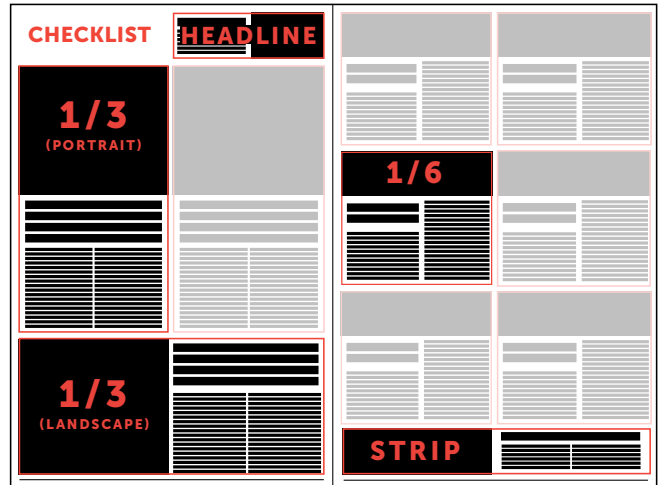 CHECKLIST
HEADLINE
1/3
(PORTRAIT)
1/3
(LANDSCAPE)
1/6
STRIP